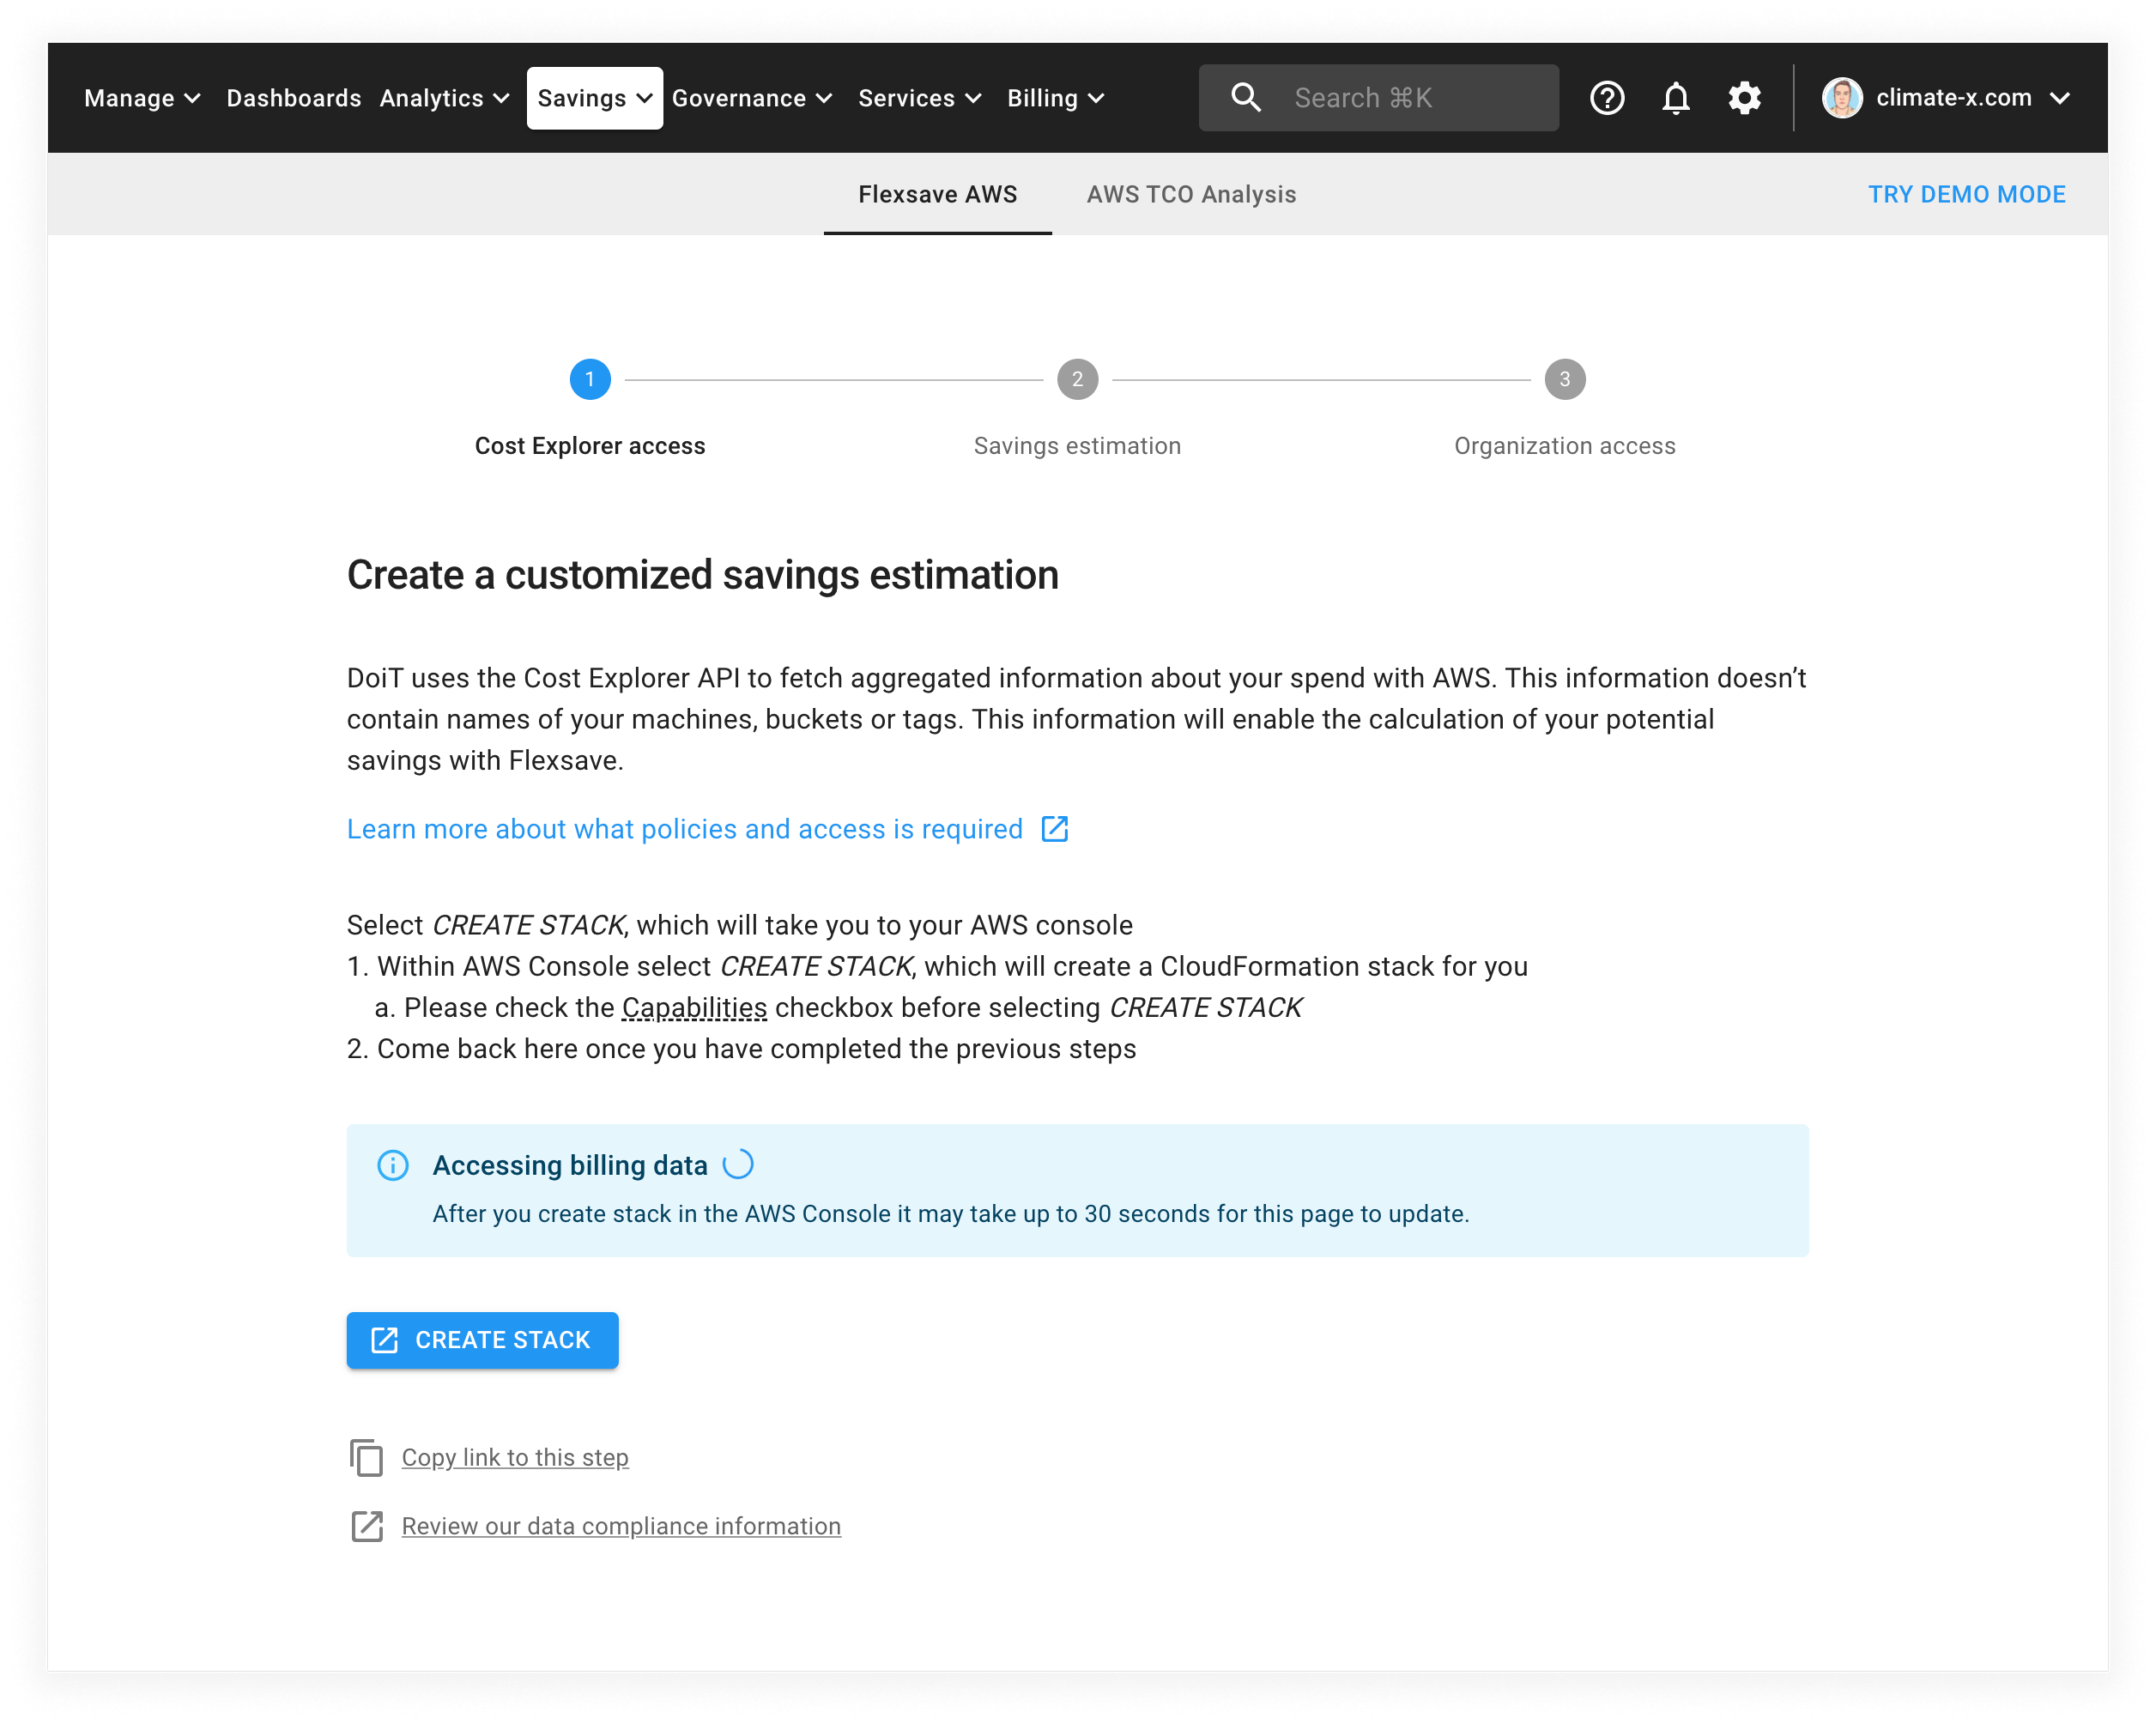 Manage Dashboards Analytics Savings Governance Services Billing Search ⌘K climate-x.com
Flexsave AWS AWS TCO Analysis TRY DEMO MODE
1 2 3
Cost Explorer access Savings estimation Organization access
Create a customized savings estimation
DoiT uses the Cost Explorer API to fetch aggregated information about your spend with AWS. This information doesn’t
contain names of your machines, buckets or tags. This information will enable the calculation of your potential
savings with Flexsave.
Learn more about what policies and access is required
Select CREATE STACK, which will take you to your AWS console
1. Within AWS Console select CREATE STACK, which will create a CloudFormation stack for you
a. Please check the Capabilities checkbox before selecting CREATE STACK
2. Come back here once you have completed the previous steps
Accessing billing data
After you create stack in the AWS Console it may take up to 30 seconds for this page to update.
CREATE STACK
Copy link to this step
Review our data compliance information